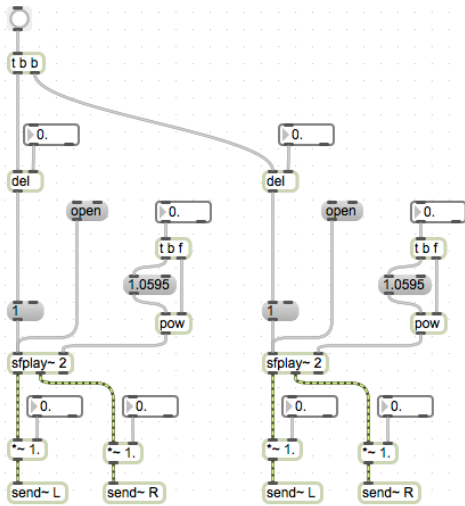 t b b
0.
0.
del
del
open
0.
open
0.
t b f
t b f
1.0595
1.0595
1
pow
1
pow
sfplay~ 2
sfplay~ 2
0.
0.
0.
0.
*~ 1.
*~ 1.
*~ 1.
*~ 1.
send~ L
send~ R
send~ L
send~ R